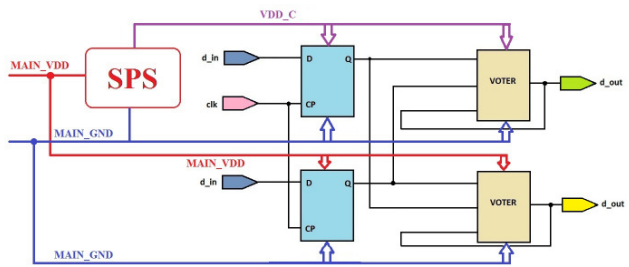 VDD_C
d_in
D
Q
MAIN_VDD
SPS
VOTER
d_out
clk
CP
MAIN_GND
MAIN_VDD
d_in
D
Q
VOTER
d_out
CP
MAIN_GND